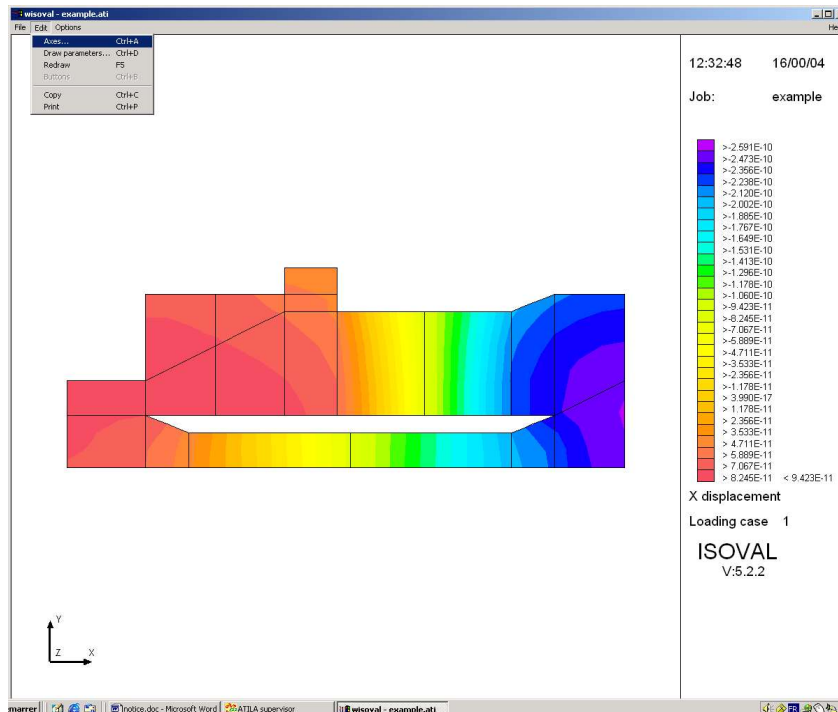 wisoval - example.ati
File Edit Options He
Axes... Ctrl+A
Draw parameters... Ctrl+D
Redraw F5
Buttons Ctrl+B
Copy Ctrl+C
Print Ctrl+P
12:32:48 16/00/04
Job: example
>-2.591E-10
>-2.473E-10
>-2.356E-10
>-2.238E-10
>-2.120E-10
>-2.002E-10
>-1.885E-10
>-1.767E-10
>-1.649E-10
>-1.531E-10
>-1.413E-10
>-1.296E-10
>-1.178E-10
>-1.060E-10
>-9.423E-11
>-8.245E-11
>-7.067E-11
>-5.889E-11
>-4.711E-11
>-3.533E-11
>-2.356E-11
>-1.178E-11
> 3.990E-17
> 1.178E-11
> 2.356E-11
> 3.533E-11
> 4.711E-11
> 5.889E-11
> 7.067E-11
> 8.245E-11 < 9.423E-11
X displacement
Loading case 1
ISOVAL
V:5.2.2
Y
Z X
emarrer notice.doc - Microsoft Word ATILA supervisor wisoval - example.ati FR